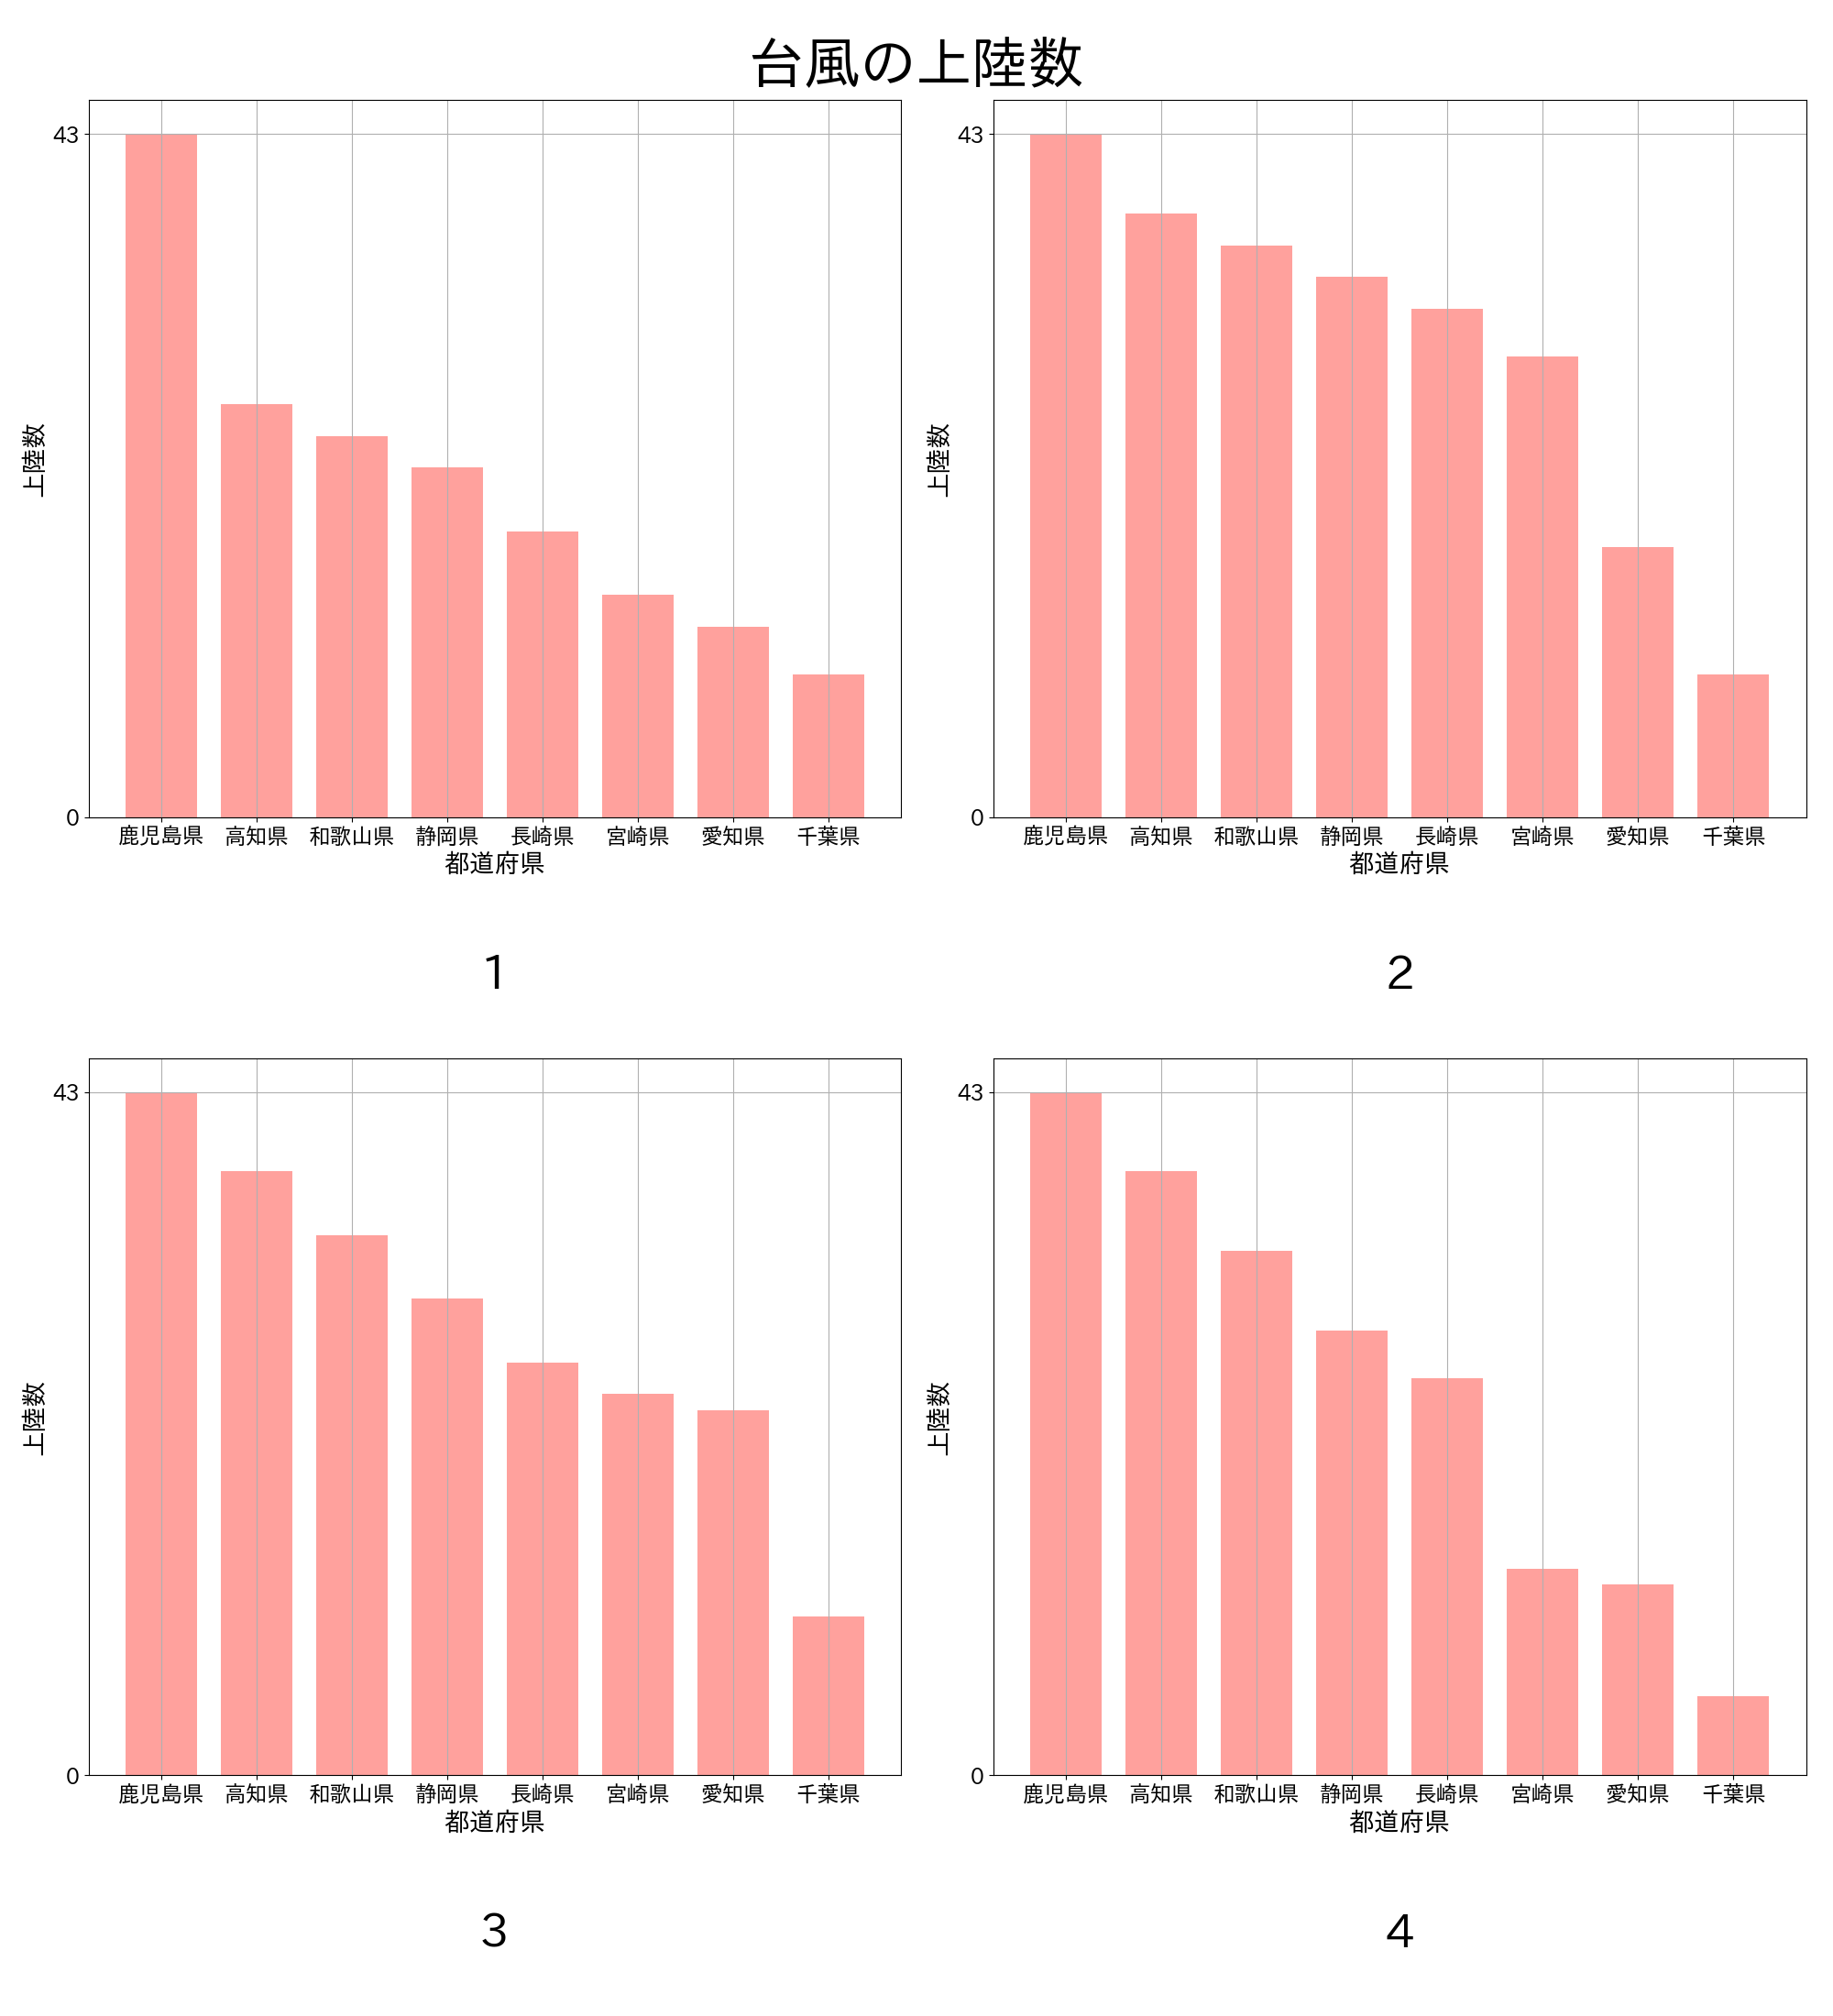 台風の上陸数
43
0
上陸数
鹿児島県 高知県 和歌山県 静岡県 長崎県 宮崎県 愛知県 千葉県
都道府県
1
43
0
上陸数
鹿児島県 高知県 和歌山県 静岡県 長崎県 宮崎県 愛知県 千葉県
都道府県
2
43
0
上陸数
鹿児島県 高知県 和歌山県 静岡県 長崎県 宮崎県 愛知県 千葉県
都道府県
3
43
0
上陸数
鹿児島県 高知県 和歌山県 静岡県 長崎県 宮崎県 愛知県 千葉県
都道府県
4